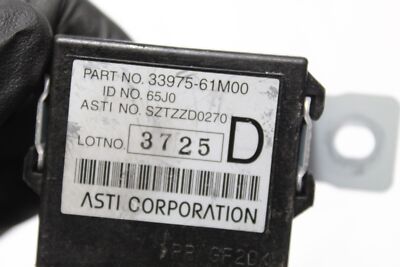 PART NO. 33975-61M00
ID NO. 65J0
ASTI NO. SZTZZD0270
LOTNO. 3725 D
ASTI CORPORATION